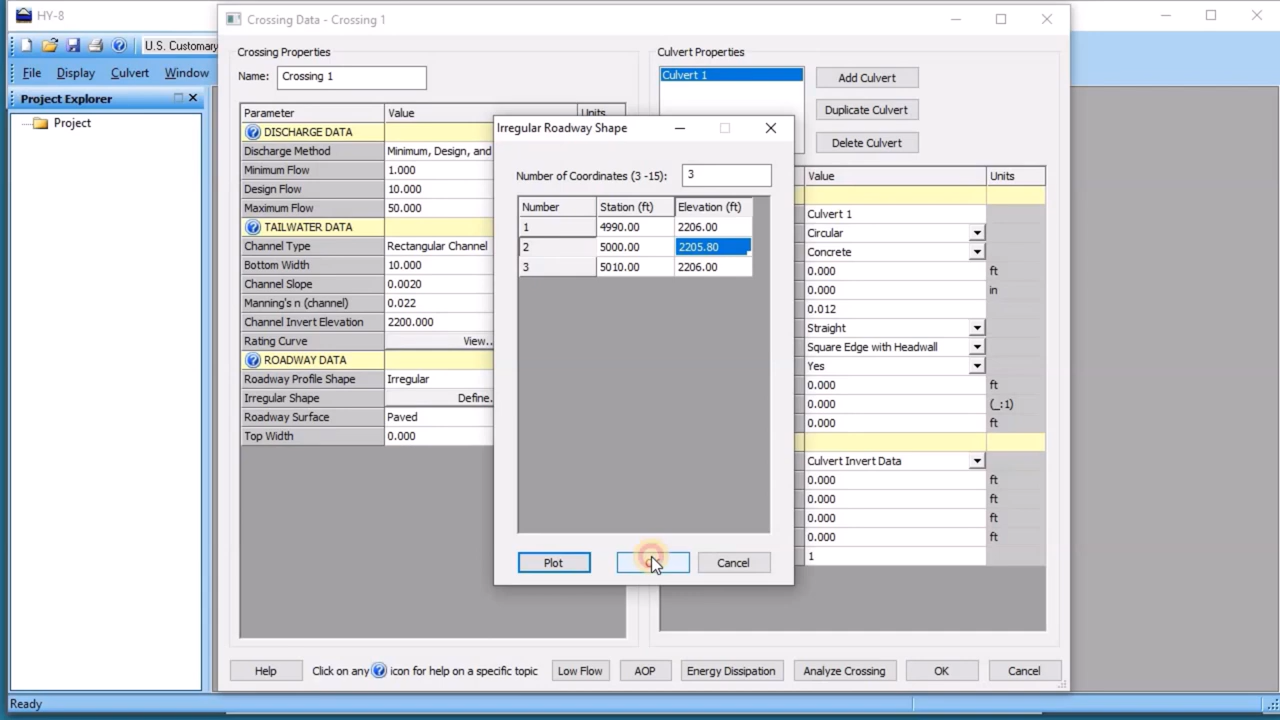 HY-8
U.S. Customary
File Display Culvert Window
Project Explorer
Project
Crossing Data - Crossing 1
Crossing Properties
Name: Crossing 1
Parameter Value Units
DISCHARGE DATA
Discharge Method Minimum, Design, and
Minimum Flow 1.000
Design Flow 10.000
Maximum Flow 50.000
TAILWATER DATA
Channel Type Rectangular Channel
Bottom Width 10.000
Channel Slope 0.0020
Manning's n (channel) 0.022
Channel Invert Elevation 2200.000
Rating Curve View..
ROADWAY DATA
Roadway Profile Shape Irregular
Irregular Shape Define.
Roadway Surface Paved
Top Width 0.000
Irregular Roadway Shape
Number of Coordinates (3 -15): 3
Number Station (ft) Elevation (ft)
1 4990.00 2206.00
2 5000.00 2205.80
3 5010.00 2206.00
Plot Cancel
Culvert Properties
Culvert 1
Add Culvert
Duplicate Culvert
Delete Culvert
Value Units
Culvert 1
Circular
Concrete
0.000 ft
0.000 in
0.012
Straight
Square Edge with Headwall
Yes
0.000 ft
0.000 (_:1)
0.000 ft
Culvert Invert Data
0.000 ft
0.000 ft
0.000 ft
0.000 ft
1
Help Click on any ? icon for help on a specific topic Low Flow AOP Energy Dissipation Analyze Crossing OK Cancel
Ready